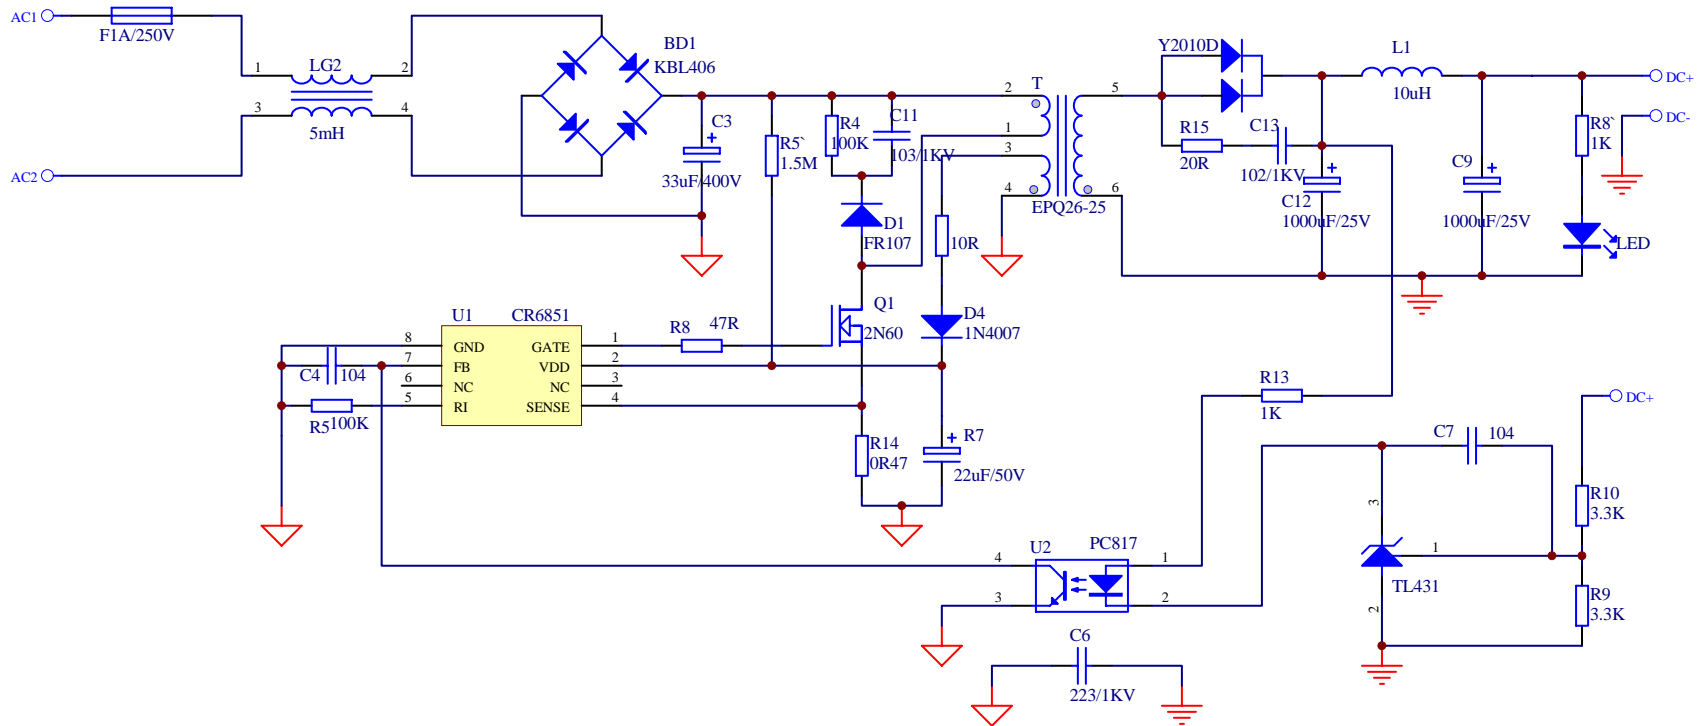 AC1
F1A/250V
1
LG2
2
3
4
5mH
AC2
BD1
KBL406
C3
33uF/400V
R5`
1.5M
R4
100K
C11
103/1KV
D1
FR107
2
T
5
1
3
4
6
EPQ26-25
10R
Y2010D
L1
10uH
DC+
DC-
R15
20R
C13
102/1KV
C12
1000uF/25V
C9
1000uF/25V
R8`
1K
LED
U1
CR6851
8
GND
GATE
1
7
FB
VDD
2
6
NC
NC
3
5
RI
SENSE
4
C4
104
R5
100K
R8
47R
Q1
2N60
D4
1N4007
R14
0R47
R7
22uF/50V
R13
1K
DC+
C7
104
R10
3.3K
3
1
TL431
2
R9
3.3K
U2
PC817
4
1
3
2
C6
223/1KV